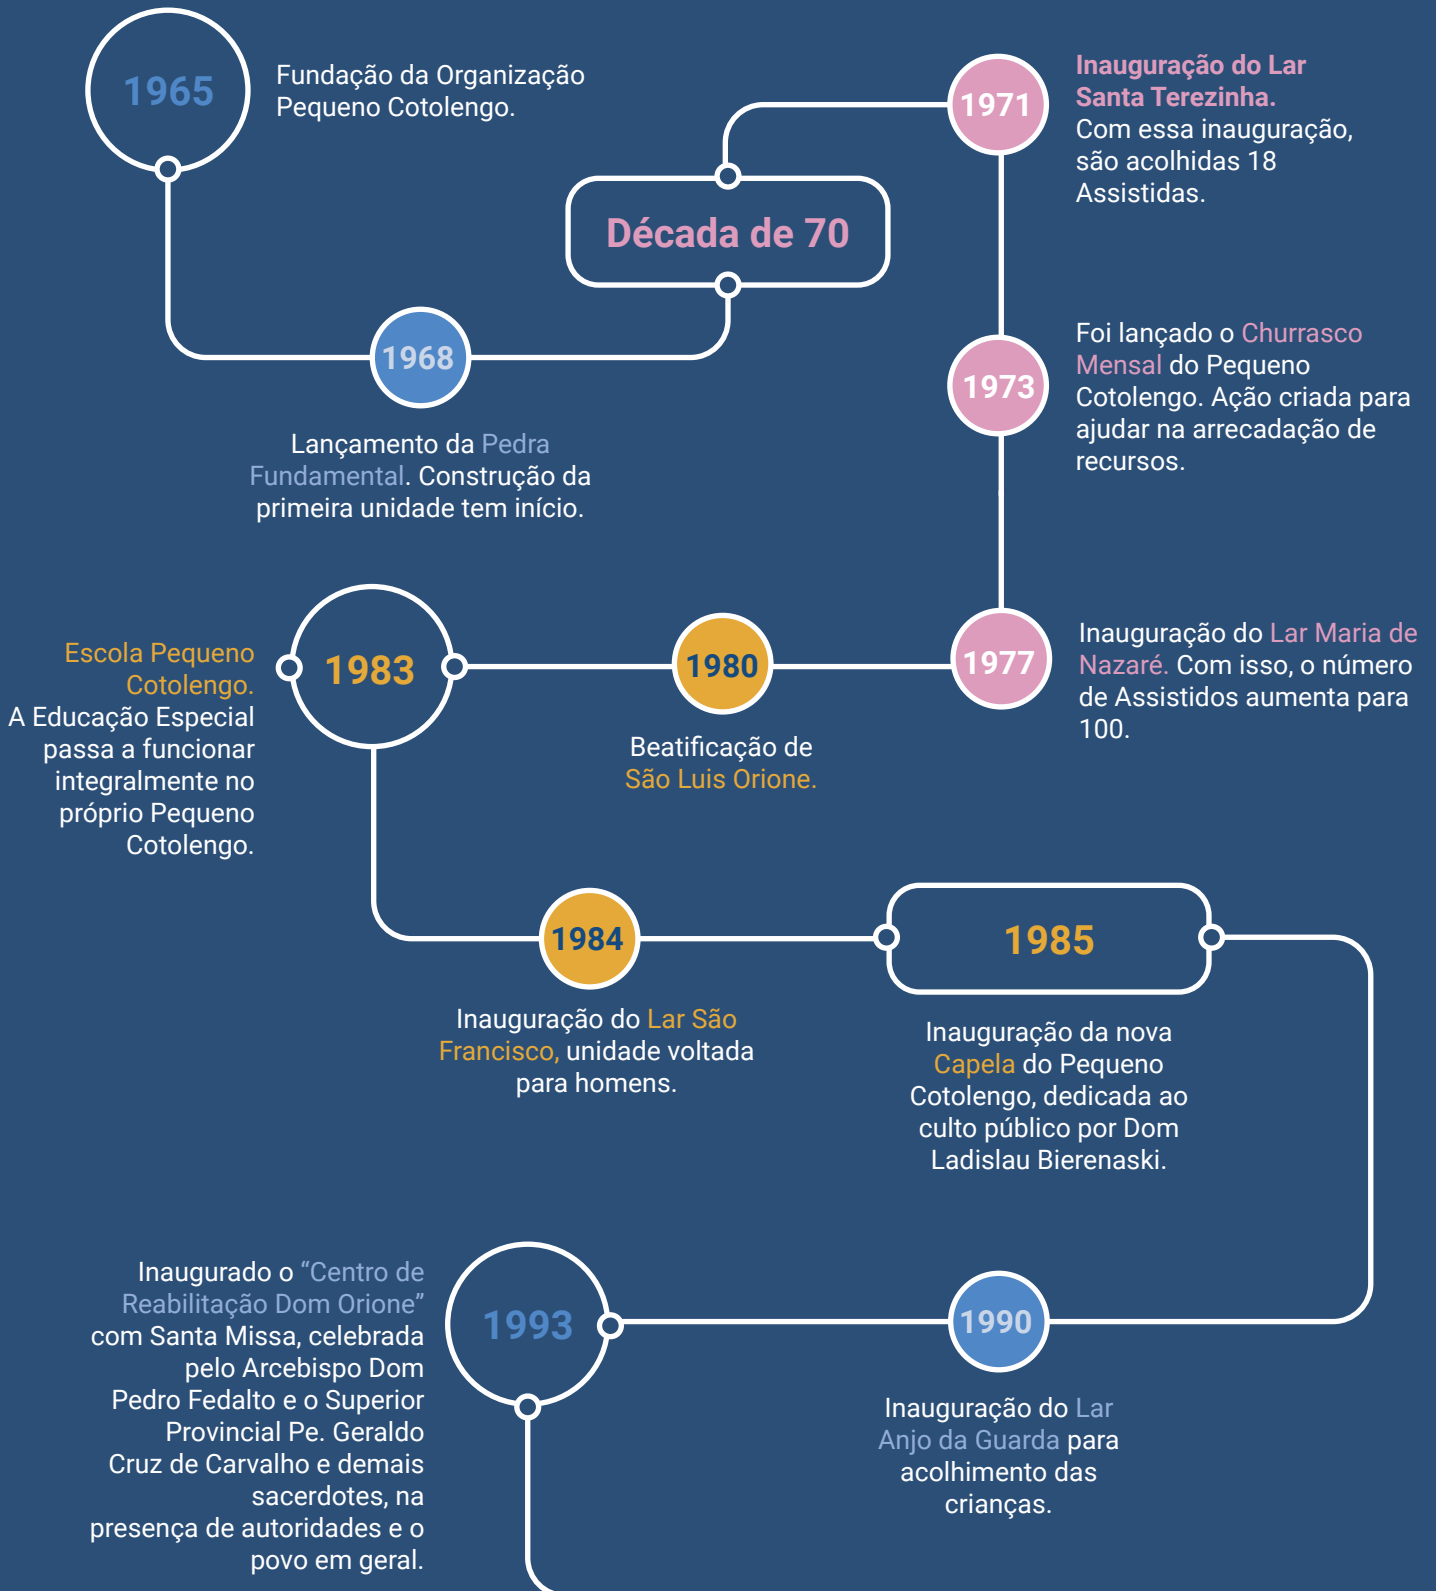 1965
Fundação da Organização
Pequeno Cotolengo.
1968
Lançamento da Pedra
Fundamental. Construção da
primeira unidade tem início.
Década de 70
1971
Inauguração do Lar
Santa Terezinha.
Com essa inauguração,
são acolhidas 18
Assistidas.
1973
Foi lançado o Churrasco
Mensal do Pequeno
Cotolengo. Ação criada para
ajudar na arrecadação de
recursos.
1977
Inauguração do Lar Maria de
Nazaré. Com isso, o número
de Assistidos aumenta para
100.
1980
Beatificação de
São Luis Orione.
1983
Escola Pequeno
Cotolengo.
A Educação Especial
passa a funcionar
integralmente no
próprio Pequeno
Cotolengo.
1984
Inauguração do Lar São
Francisco, unidade voltada
para homens.
1985
Inauguração da nova
Capela do Pequeno
Cotolengo, dedicada ao
culto público por Dom
Ladislau Bierenaski.
1990
Inauguração do Lar
Anjo da Guarda para
acolhimento das
crianças.
1993
Inaugurado o “Centro de
Reabilitação Dom Orione”
com Santa Missa, celebrada
pelo Arcebispo Dom
Pedro Fedalto e o Superior
Provincial Pe. Geraldo
Cruz de Carvalho e demais
sacerdotes, na
presença de autoridades e o
povo em geral.